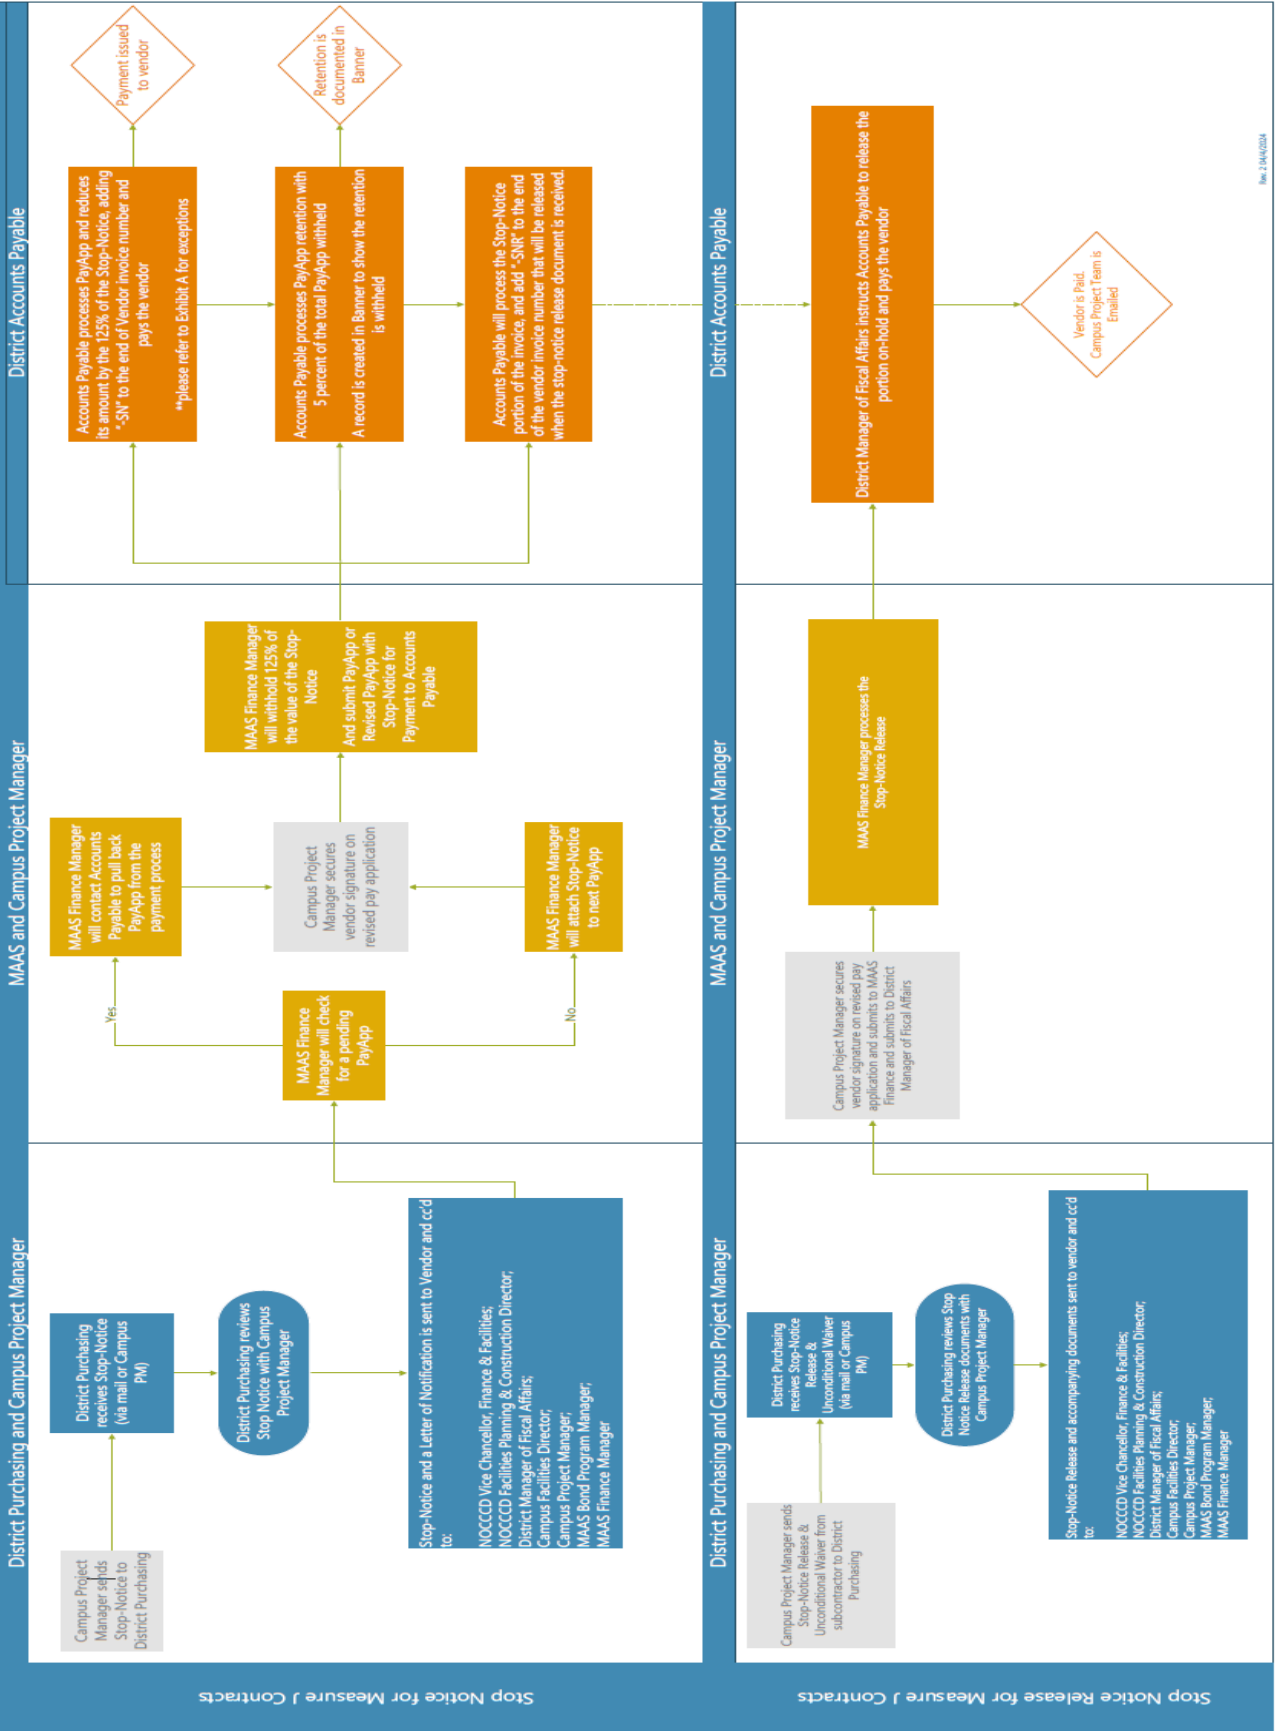 Stop Notice for Measure J Contracts
District Purchasing and Campus Project Manager
MAAS and Campus Project Manager
District Accounts Payable
Campus Project
Manager sends
Stop-Notice to
District Purchasing
District Purchasing
receives Stop-Notice
(via mail or Campus
PM)
District Purchasing reviews
Stop Notice with Campus
Project Manager
Stop-Notice and a Letter of Notification is sent to Vendor and cc'd
to:
NOCCCD Vice Chancellor, Finance & Facilities;
NOCCCD Facilities Planning & Construction Director;
District Manager of Fiscal Affairs;
Campus Facilities Director;
Campus Project Manager;
MAAS Bond Program Manager;
MAAS Finance Manager
MAAS Finance
Manager will check
for a pending
PayApp
Yes
No
MAAS Finance Manager
will contact Accounts
Payable to pull back
PayApp from the
payment process
Campus Project
Manager secures
vendor signature on
revised pay application
MAAS Finance Manager
will attach Stop-Notice
to next PayApp
MAAS Finance Manager
will withhold 125% of
the value of the Stop-
Notice
And submit PayApp or
Revised PayApp with
Stop-Notice for
Payment to Accounts
Payable
Accounts Payable processes PayApp and reduces
its amount by the 125% of the Stop-Notice, adding
"-SN" to the end of Vendor invoice number and
pays the vendor
**please refer to Exhibit A for exceptions
Payment issued
to vendor
Accounts Payable processes PayApp retention with
5 percent of the total PayApp withheld
A record is created in Banner to show the retention
is withheld
Retention is
documented in
Banner
Accounts Payable will process the Stop-Notice
portion of the invoice, and add "-SNR" to the end
of the vendor invoice number that will be released
when the stop-notice release document is received.
Stop Notice Release for Measure J Contracts
District Purchasing and Campus Project Manager
MAAS and Campus Project Manager
District Accounts Payable
Campus Project Manager sends
Stop-Notice Release &
Unconditional Waiver from
subcontractor to District
Purchasing
District Purchasing
receives Stop-Notice
Release &
Unconditional Waiver
(via mail or Campus
PM)
District Purchasing reviews Stop
Notice Release documents with
Campus Project Manager
Stop-Notice Release and accompanying documents sent to vendor and cc'd
to:
NOCCCD Vice Chancellor, Finance & Facilities;
NOCCCD Facilities Planning & Construction Director;
District Manager of Fiscal Affairs;
Campus Facilities Director;
Campus Project Manager;
MAAS Bond Program Manager;
MAAS Finance Manager
Campus Project Manager secures
vendor signature on revised pay
application and submits to MAAS
Finance and submits to District
Manager of Fiscal Affairs
MAAS Finance Manager processes the
Stop-Notice Release
District Manager of Fiscal Affairs instructs Accounts Payable to release the
portion on-hold and pays the vendor
Vendor is Paid.
Campus Project Team is
Emailed
Rev. 2 04/4/2024